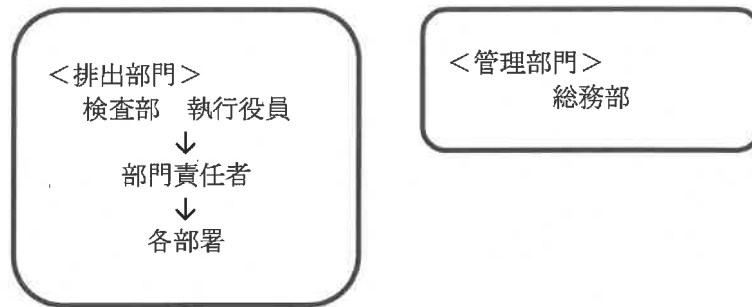 ＜排出部門＞
検査部　執行役員
↓
部門責任者
↓
各部署
＜管理部門＞
総務部